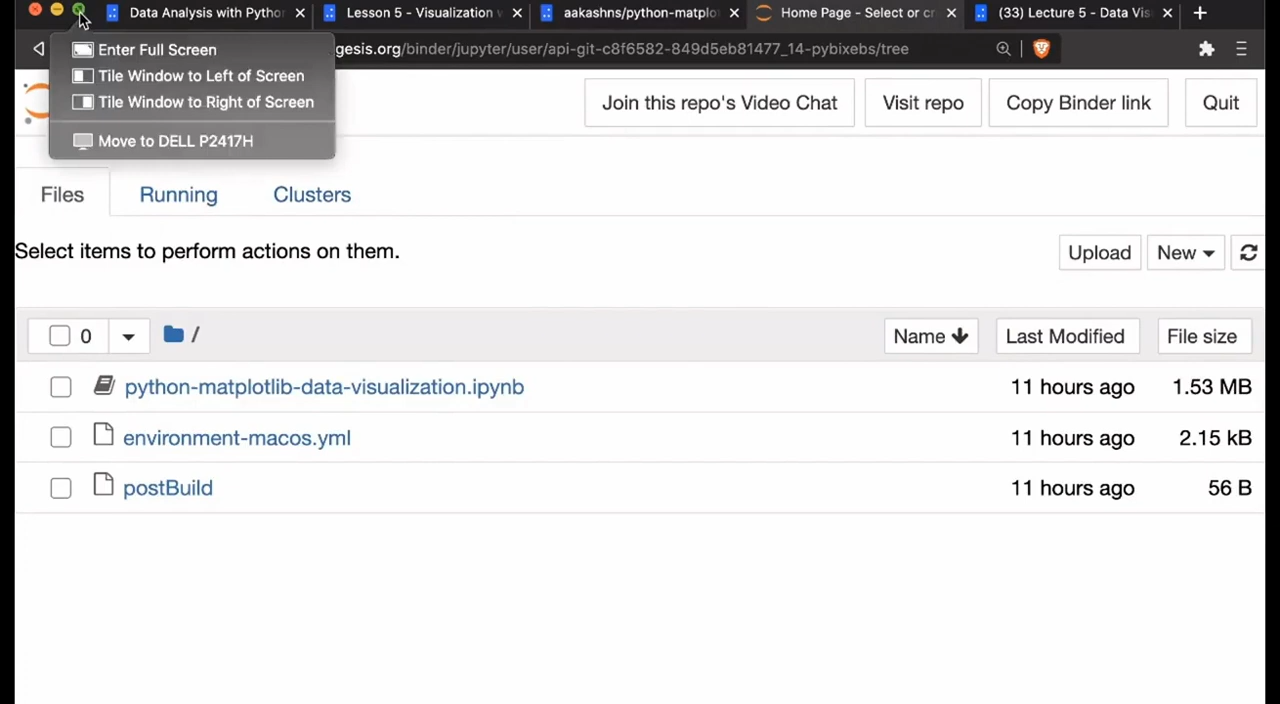 Data Analysis with Pytho
Lesson 5 - Visualization
aakashns/python-matplo
Home Page - Select or cr
(33) Lecture 5 - Data Vis
gesis.org/binder/jupyter/user/api-git-c8f6582-849d5eb81477_14-pybixebs/tree
Enter Full Screen
Tile Window to Left of Screen
Tile Window to Right of Screen
Move to DELL P2417H
Join this repo's Video Chat
Visit repo
Copy Binder link
Quit
Files
Running
Clusters
Select items to perform actions on them.
Upload
New
0
/
Name
Last Modified
File size
python-matplotlib-data-visualization.ipynb 11 hours ago 1.53 MB
environment-macos.yml 11 hours ago 2.15 kB
postBuild 11 hours ago 56 B